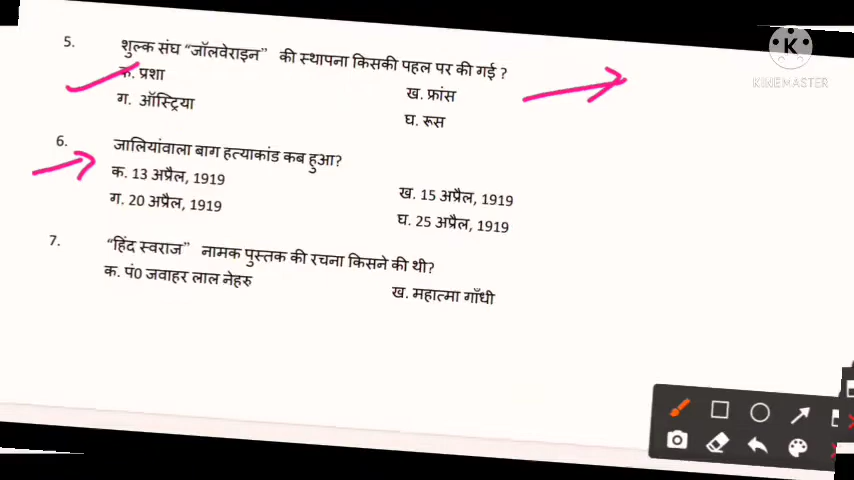 5. शुल्क संघ “जॉलवेराइन” की स्थापना किसकी पहल पर की गई ?
क. प्रशा ख. फ्रांस
ग. ऑस्ट्रिया घ. रूस
6. जालियांवाला बाग हत्याकांड कब हुआ?
क. 13 अप्रैल, 1919 ख. 15 अप्रैल, 1919
ग. 20 अप्रैल, 1919 घ. 25 अप्रैल, 1919
7. “हिंद स्वराज” नामक पुस्तक की रचना किसने की थी?
क. पं0 जवाहर लाल नेहरु ख. महात्मा गाँधी
K
KINEMASTER